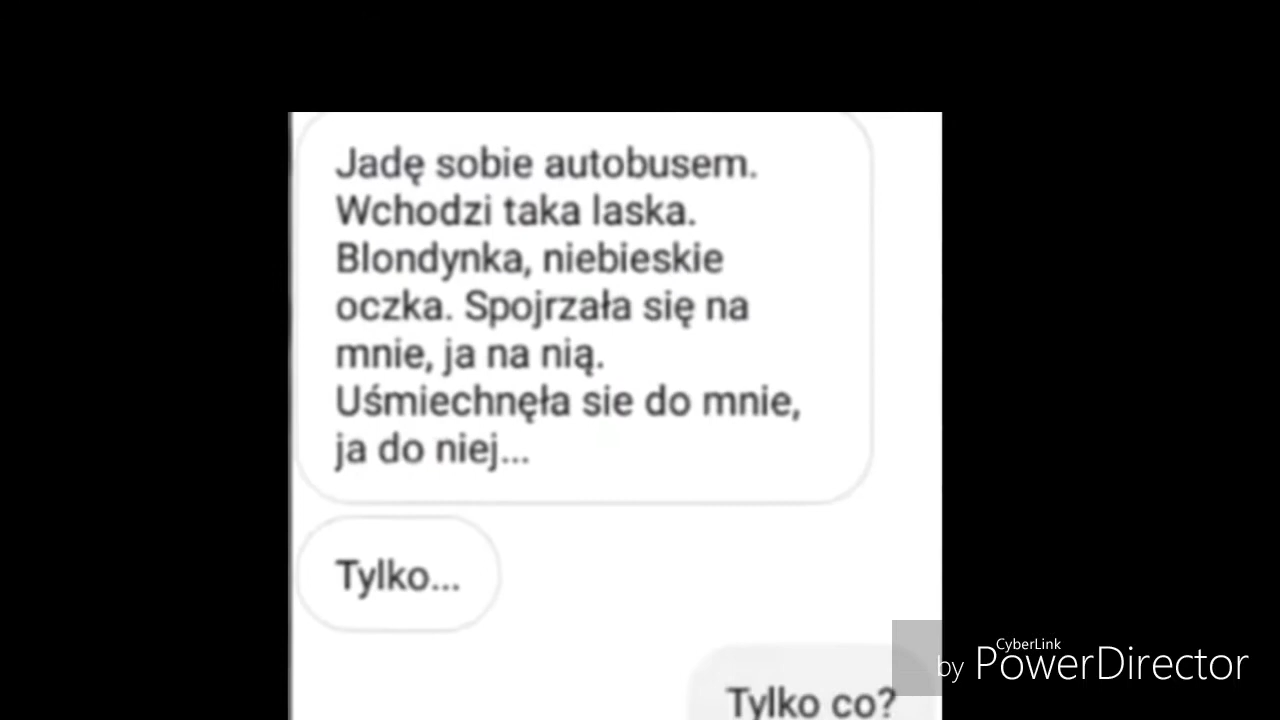 Jadę sobie autobusem.
Wchodzi taka laska.
Blondynka, niebieskie
oczka. Spojrzała się na
mnie, ja na nią.
Uśmiechnęła sie do mnie,
ja do niej...
Tylko...
Tylko co?
CyberLink
by PowerDirector